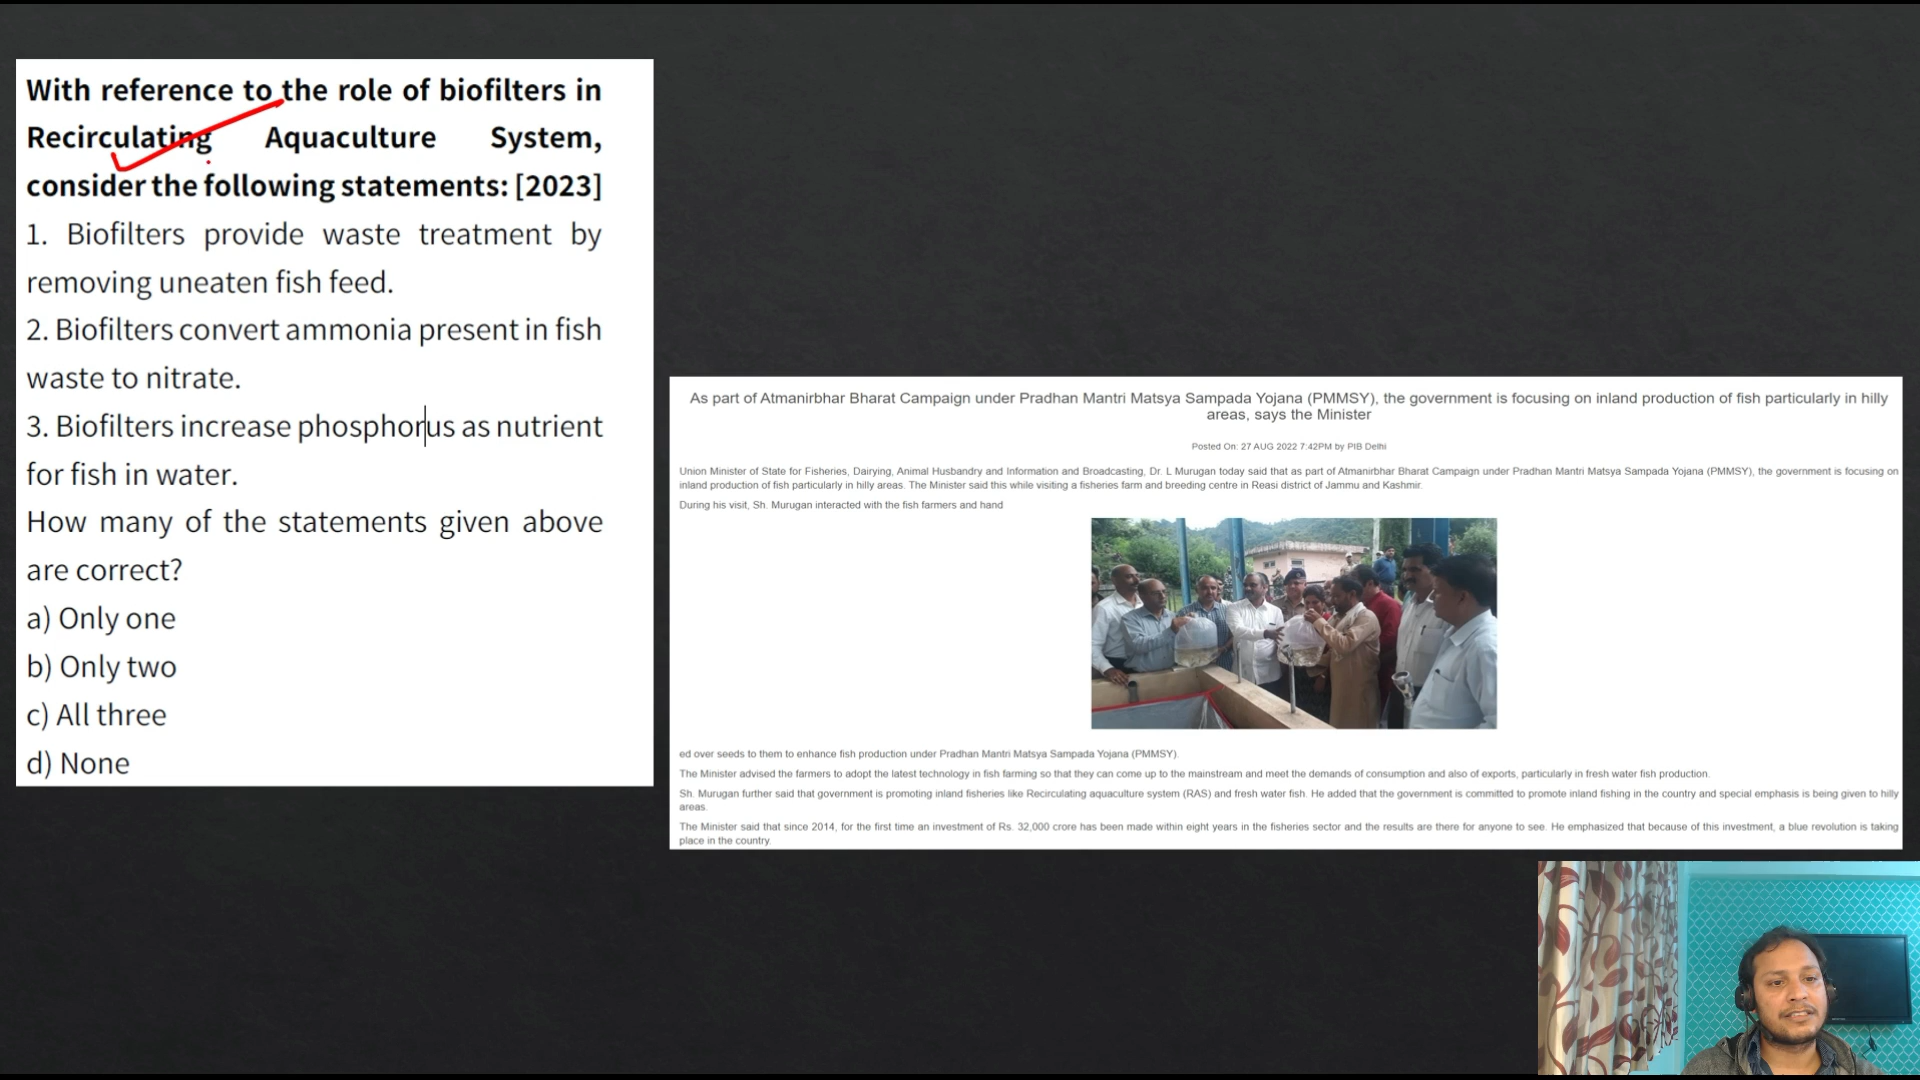 With reference to the role of biofilters in
Recirculating Aquaculture System,
consider the following statements: [2023]
1. Biofilters provide waste treatment by
removing uneaten fish feed.
2. Biofilters convert ammonia present in fish
waste to nitrate.
3. Biofilters increase phosphorus as nutrient
for fish in water.
How many of the statements given above
are correct?
a) Only one
b) Only two
c) All three
d) None
As part of Atmanirbhar Bharat Campaign under Pradhan Mantri Matsya Sampada Yojana (PMMSY), the government is focusing on inland production of fish particularly in hilly
areas, says the Minister
Posted On: 27 AUG 2022 7:42PM by PIB Delhi
Union Minister of State for Fisheries, Dairying, Animal Husbandry and Information and Broadcasting, Dr. L Murugan today said that as part of Atmanirbhar Bharat Campaign under Pradhan Mantri Matsya Sampada Yojana (PMMSY), the government is focusing on
inland production of fish particularly in hilly areas. The Minister said this while visiting a fisheries farm and breeding centre in Reasi district of Jammu and Kashmir.
During his visit, Sh. Murugan interacted with the fish farmers and hand
ed over seeds to them to enhance fish production under Pradhan Mantri Matsya Sampada Yojana (PMMSY).
The Minister advised the farmers to adopt the latest technology in fish farming so that they can come up to the mainstream and meet the demands of consumption and also of exports, particularly in fresh water fish production.
Sh. Murugan further said that government is promoting inland fisheries like Recirculating aquaculture system (RAS) and fresh water fish. He added that the government is committed to promote inland fishing in the country and special emphasis is being given to hilly
areas.
The Minister said that since 2014, for the first time an investment of Rs. 32,000 crore has been made within eight years in the fisheries sector and the results are there for anyone to see. He emphasized that because of this investment, a blue revolution is taking
place in the country.